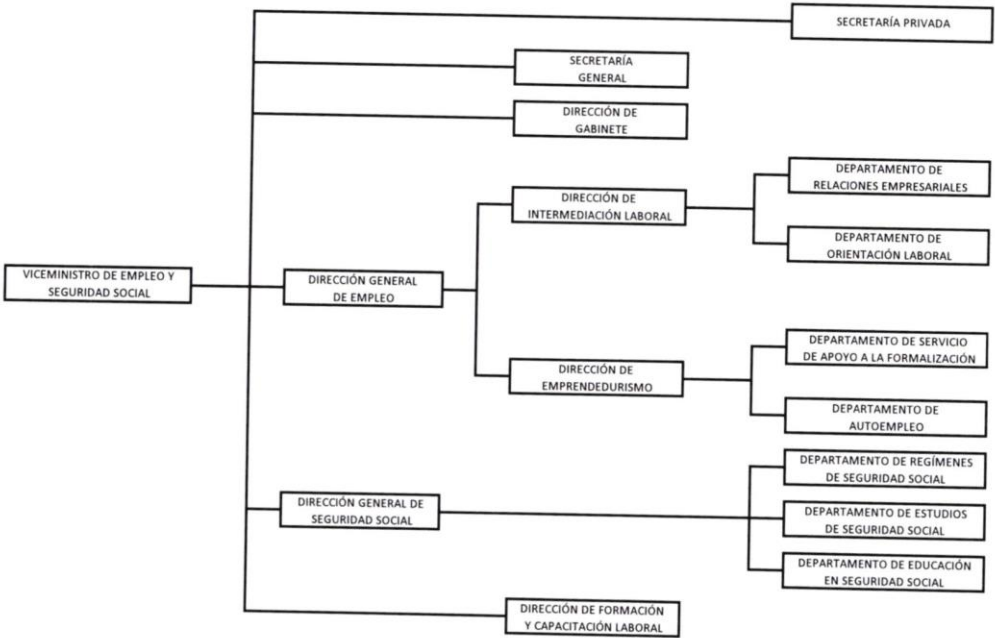 SECRETARÍA PRIVADA
SECRETARÍA
GENERAL
DIRECCIÓN DE
GABINETE
DEPARTAMENTO DE
RELACIONES EMPRESARIALES
DIRECCIÓN DE
INTERMEDIACIÓN LABORAL
DEPARTAMENTO DE
ORIENTACIÓN LABORAL
VICEMINISTRO DE EMPLEO Y
SEGURIDAD SOCIAL
DIRECCIÓN GENERAL
DE EMPLEO
DEPARTAMENTO DE SERVICIO
DE APOYO A LA FORMALIZACIÓN
DIRECCIÓN DE
EMPRENDEDURISMO
DEPARTAMENTO DE
AUTOEMPLEO
DEPARTAMENTO DE REGÍMENES
DE SEGURIDAD SOCIAL
DIRECCIÓN GENERAL DE
SEGURIDAD SOCIAL
DEPARTAMENTO DE ESTUDIOS
DE SEGURIDAD SOCIAL
DEPARTAMENTO DE EDUCACIÓN
EN SEGURIDAD SOCIAL
DIRECCIÓN DE FORMACIÓN
Y CAPACITACIÓN LABORAL